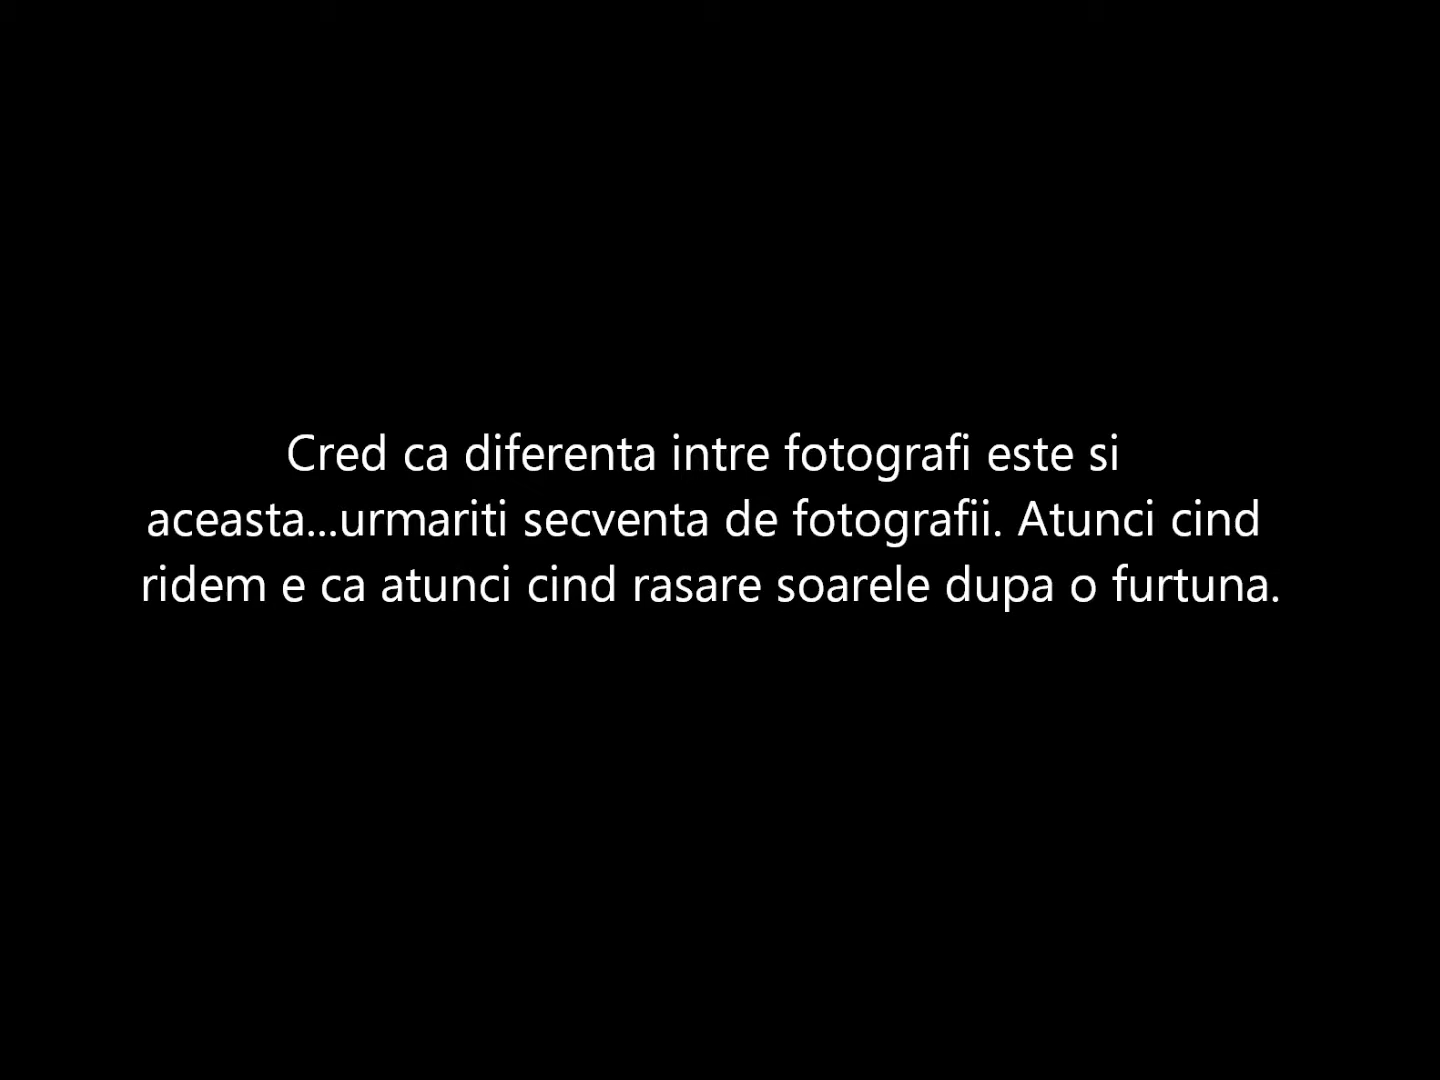 Cred ca diferenta intre fotografi este si
aceasta...urmariti secventa de fotografii. Atunci cind
ridem e ca atunci cind rasare soarele dupa o furtuna.